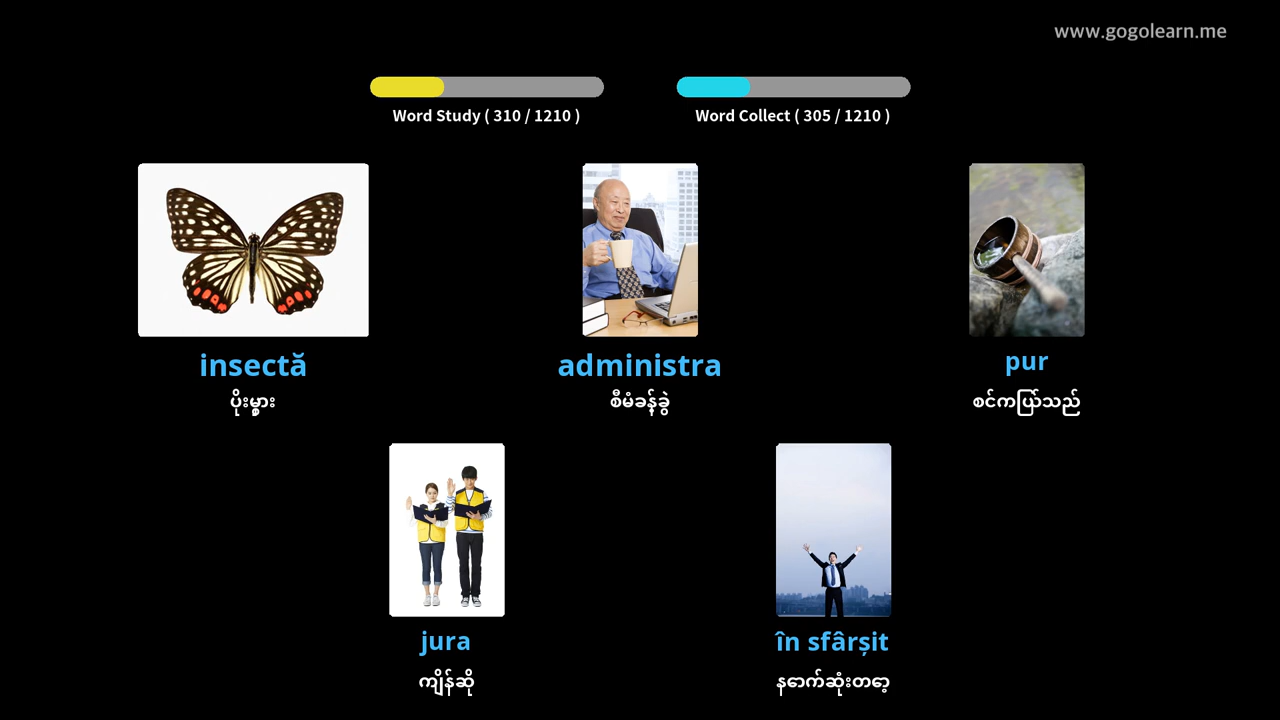 www.gogolearn.me
Word Study ( 310 / 1210 )
Word Collect ( 305 / 1210 )
insectă
ပိုးမွှား
administra
စီမံခန့်ခွဲ
pur
စင်ကယ်ြသည်
jura
ကျိန်ဆို
în sfârșit
နောက်ဆုံးတော့